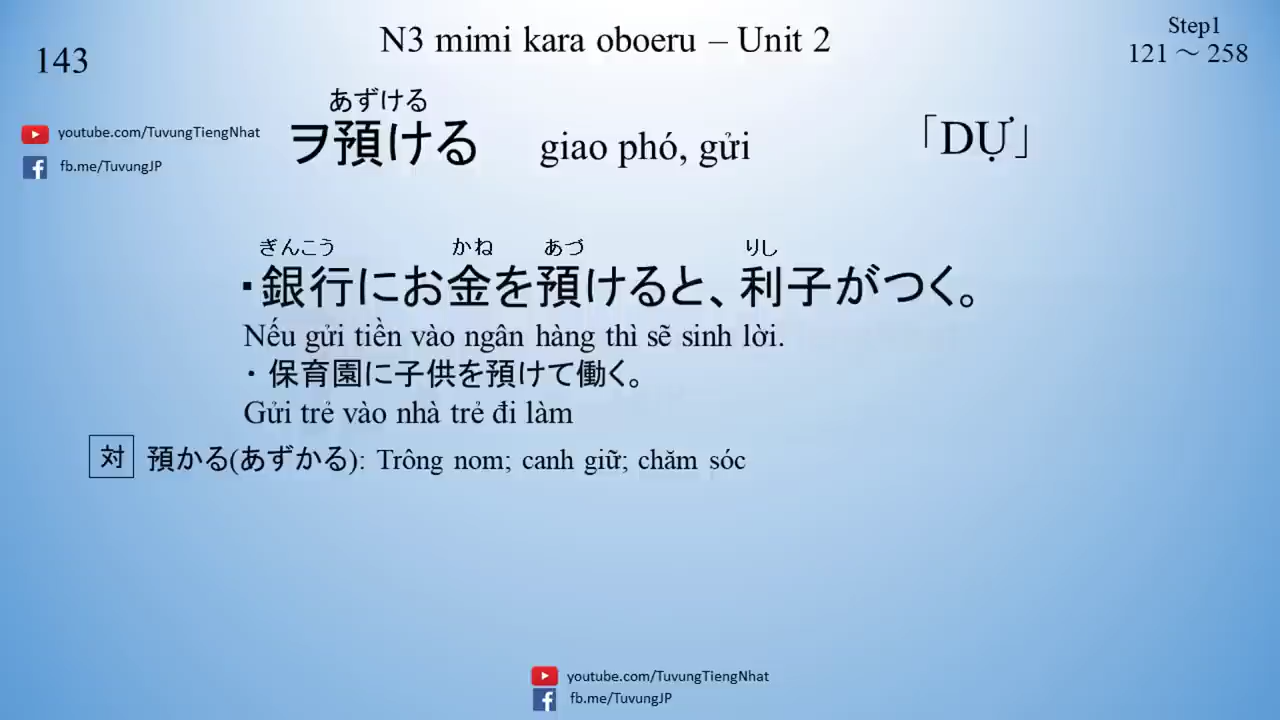 N3 mimi kara oboeru – Unit 2
Step1
121 ～ 258
143
あずける
ヲ預ける giao phó, gửi 「DỰ」
youtube.com/TuvungTiengNhat
fb.me/TuvungJP
ぎんこう かね あづ りし
・銀行にお金を預けると、利子がつく。
Nếu gửi tiền vào ngân hàng thì sẽ sinh lời.
・ 保育園に子供を預けて働く。
Gửi trẻ vào nhà trẻ đi làm
対 預かる(あずかる): Trông nom; canh giữ; chăm sóc
youtube.com/TuvungTiengNhat
fb.me/TuvungJP